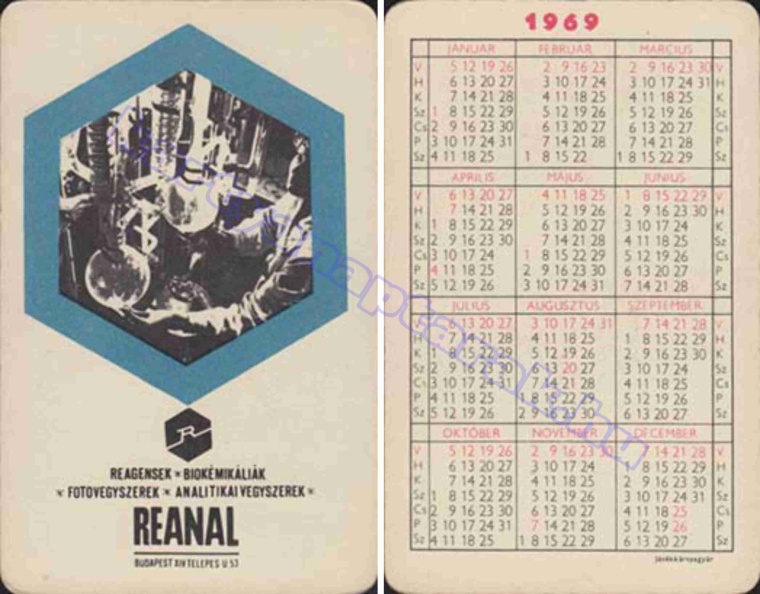 REAGENSEK * BIOKÉMIKÁLIÁK
* FOTOVEGYSZEREK * ANALITIKAI VEGYSZEREK *
REANAL
BUDAPEST XIV TELEPES U 53
1969
JANUÁR FEBRUÁR MÁRCIUS
V 5 12 19 26 2 9 16 23 2 9 16 23 30 V
H 6 13 20 27 3 10 17 24 3 10 17 24 31 H
K 7 14 21 28 4 11 18 25 4 11 18 25 K
Sz 1 8 15 22 29 5 12 19 26 5 12 19 26 Sz
Cs 2 9 16 23 30 6 13 20 27 6 13 20 27 Cs
P 3 10 17 24 31 7 14 21 28 7 14 21 28 P
Sz 4 11 18 25 1 8 15 22 1 8 15 22 29 Sz
ÁPRILIS MÁJUS JÚNIUS
V 6 13 20 27 4 11 18 25 1 8 15 22 29 V
H 7 14 21 28 5 12 19 26 2 9 16 23 30 H
K 1 8 15 22 29 6 13 20 27 3 10 17 24 K
Sz 2 9 16 23 30 7 14 21 28 4 11 18 25 Sz
Cs 3 10 17 24 1 8 15 22 29 5 12 19 26 Cs
P 4 11 18 25 2 9 16 23 30 6 13 20 27 P
Sz 5 12 19 26 3 10 17 24 31 7 14 21 28 Sz
JÚLIUS AUGUSZTUS SZEPTEMBER
V 6 13 20 27 3 10 17 24 31 7 14 21 28 V
H 7 14 21 28 4 11 18 25 1 8 15 22 29 H
K 1 8 15 22 29 5 12 19 26 2 9 16 23 30 K
Sz 2 9 16 23 30 6 13 20 27 3 10 17 24 Sz
Cs 3 10 17 24 31 7 14 21 28 4 11 18 25 Cs
P 4 11 18 25 1 8 15 22 29 5 12 19 26 P
Sz 5 12 19 26 2 9 16 23 30 6 13 20 27 Sz
OKTÓBER NOVEMBER DECEMBER
V 5 12 19 26 2 9 16 23 30 7 14 21 28 V
H 6 13 20 27 3 10 17 24 1 8 15 22 29 H
K 7 14 21 28 4 11 18 25 2 9 16 23 30 K
Sz 1 8 15 22 29 5 12 19 26 3 10 17 24 31 Sz
Cs 2 9 16 23 30 6 13 20 27 4 11 18 25 Cs
P 3 10 17 24 31 7 14 21 28 5 12 19 26 P
Sz 4 11 18 25 1 8 15 22 29 6 13 20 27 Sz
Játékkártyagyár